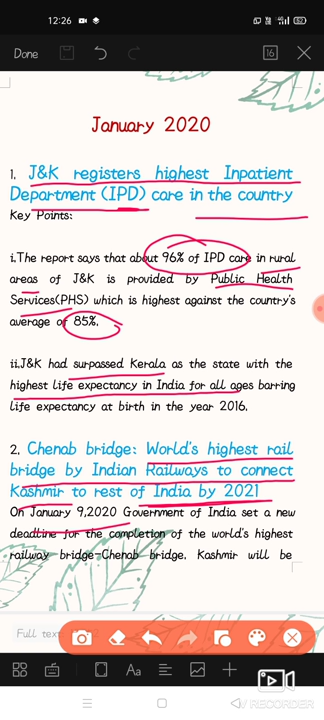 12:26
Done
16
January 2020
1. J&K registers highest Inpatient
Department (IPD) care in the country
Key Points:
i.The report says that about 96% of IPD care in rural
areas of J&K is provided by Public Health
Services(PHS) which is highest against the country's
average of 85%.
ii.J&K had surpassed Kerala as the state with the
highest life expectancy in India for all ages barring
life expectancy at birth in the year 2016.
2. Chenab bridge: World's highest rail
bridge by Indian Railways to connect
Kashmir to rest of India by 2021
On January 9,2020 Government of India set a new
deadline for the completion of the world's highest
railway bridge-Chenab bridge. Kashmir will be
Full text
Aa
RECORDER